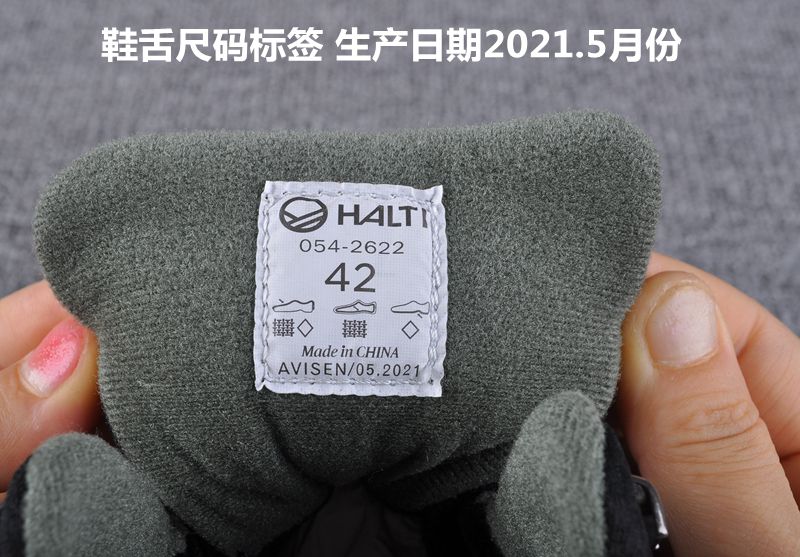 鞋舌尺码标签 生产日期2021.5月份
HALTI
054-2622
42
Made in CHINA
AVISEN/05.2021